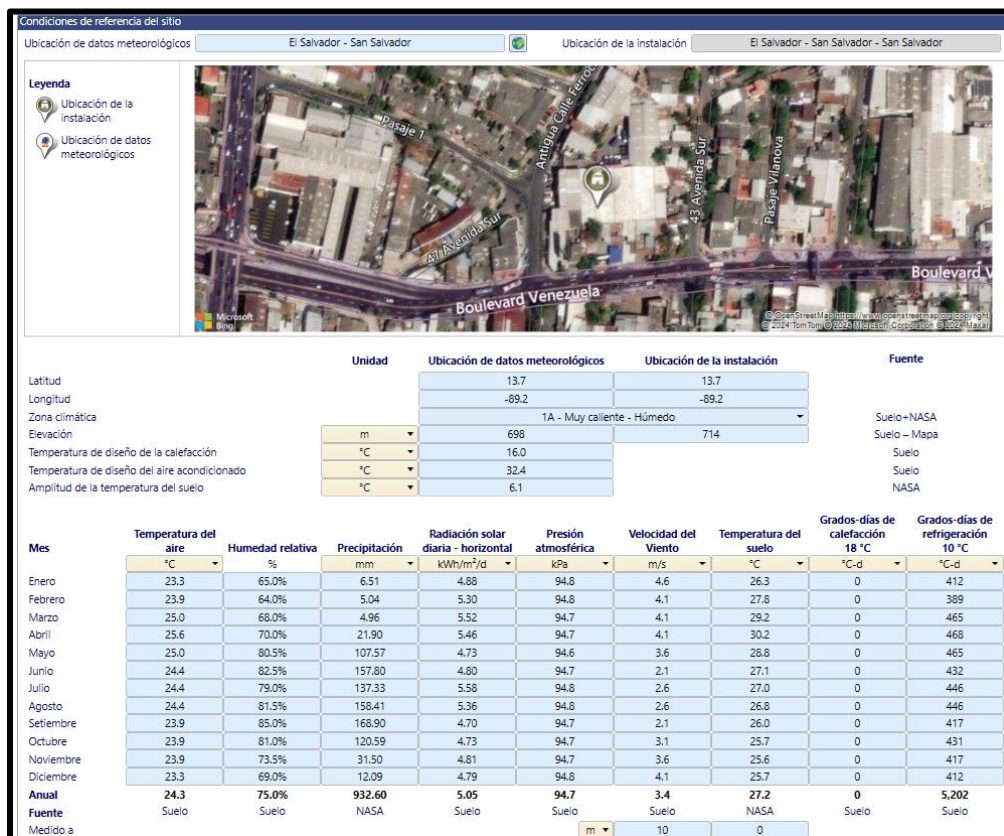 Condiciones de referencia del sitio
Ubicación de datos meteorológicos El Salvador - San Salvador Ubicación de la instalación El Salvador - San Salvador - San Salvador
Leyenda
Ubicación de la
instalación
Ubicación de datos
meteorológicos
Pasaje 1
Antigua Calle Ferroc
47 Avenida Sur
43 Avenida Sur
Pasaje Vilanova
Boulevard Venezuela
Boulevard V
Microsoft
Bing
© OpenStreetMap https://www.openstreetmap.org/copyright
© 2024 TomTom © 2024 Microsoft Corporation © 2024 Maxar
Unidad Ubicación de datos meteorológicos Ubicación de la instalación Fuente
Latitud 13.7 13.7
Longitud -89.2 -89.2
Zona climática 1A - Muy caliente - Húmedo Suelo+NASA
Elevación m 698 714 Suelo – Mapa
Temperatura de diseño de la calefacción °C 16.0 Suelo
Temperatura de diseño del aire acondicionado °C 32.4 Suelo
Amplitud de la temperatura del suelo °C 6.1 NASA
Mes Temperatura del aire Humedad relativa Precipitación Radiación solar diaria - horizontal Presión atmosférica Velocidad del Viento Temperatura del suelo Grados-días de calefacción 18 °C Grados-días de refrigeración 10 °C
°C % mm kWh/m²/d kPa m/s °C °C-d °C-d
Enero 23.3 65.0% 6.51 4.88 94.8 4.6 26.3 0 412
Febrero 23.9 64.0% 5.04 5.30 94.8 4.1 27.8 0 389
Marzo 25.0 68.0% 4.96 5.52 94.7 4.1 29.2 0 465
Abril 25.6 70.0% 21.90 5.46 94.7 4.1 30.2 0 468
Mayo 25.0 80.5% 107.57 4.73 94.6 3.6 28.8 0 465
Junio 24.4 82.5% 157.80 4.80 94.7 2.1 27.1 0 432
Julio 24.4 79.0% 137.33 5.58 94.8 2.6 27.0 0 446
Agosto 24.4 81.5% 158.41 5.36 94.8 2.6 26.8 0 446
Setiembre 23.9 85.0% 168.90 4.70 94.7 2.1 26.0 0 417
Octubre 23.9 81.0% 120.59 4.73 94.7 3.1 25.7 0 431
Noviembre 23.9 73.5% 31.50 4.81 94.7 3.6 25.6 0 417
Diciembre 23.3 69.0% 12.09 4.79 94.8 4.1 25.7 0 412
Anual 24.3 75.0% 932.60 5.05 94.7 3.4 27.2 0 5,202
Fuente Suelo Suelo NASA Suelo Suelo Suelo NASA Suelo Suelo
Medido a m 10 0